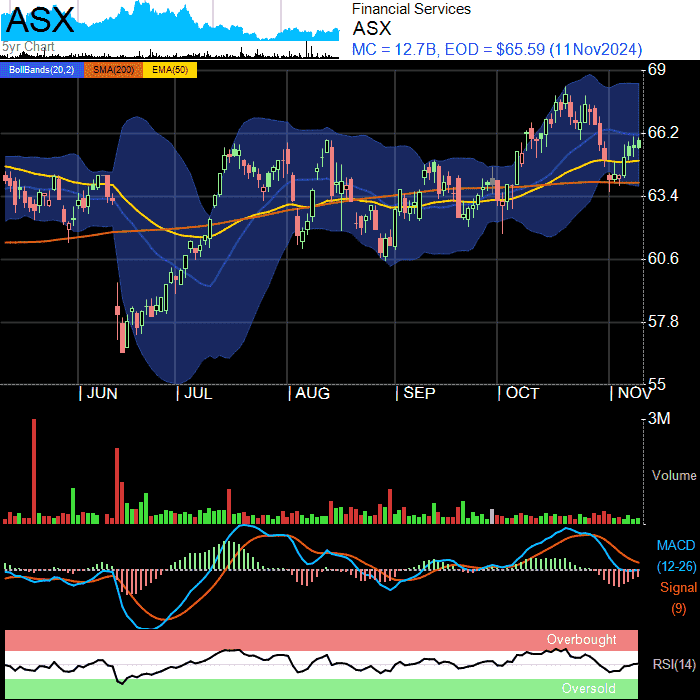 ASX
5yr Chart
Financial Services
ASX
MC = 12.7B, EOD = $65.59 (11Nov2024)
BollBands(20,2) SMA(200) EMA(50)
69
66.2
63.4
60.6
57.8
55
JUN JUL AUG SEP OCT NOV
3M
Volume
MACD
(12-26)
Signal
(9)
Overbought
RSI(14)
Oversold